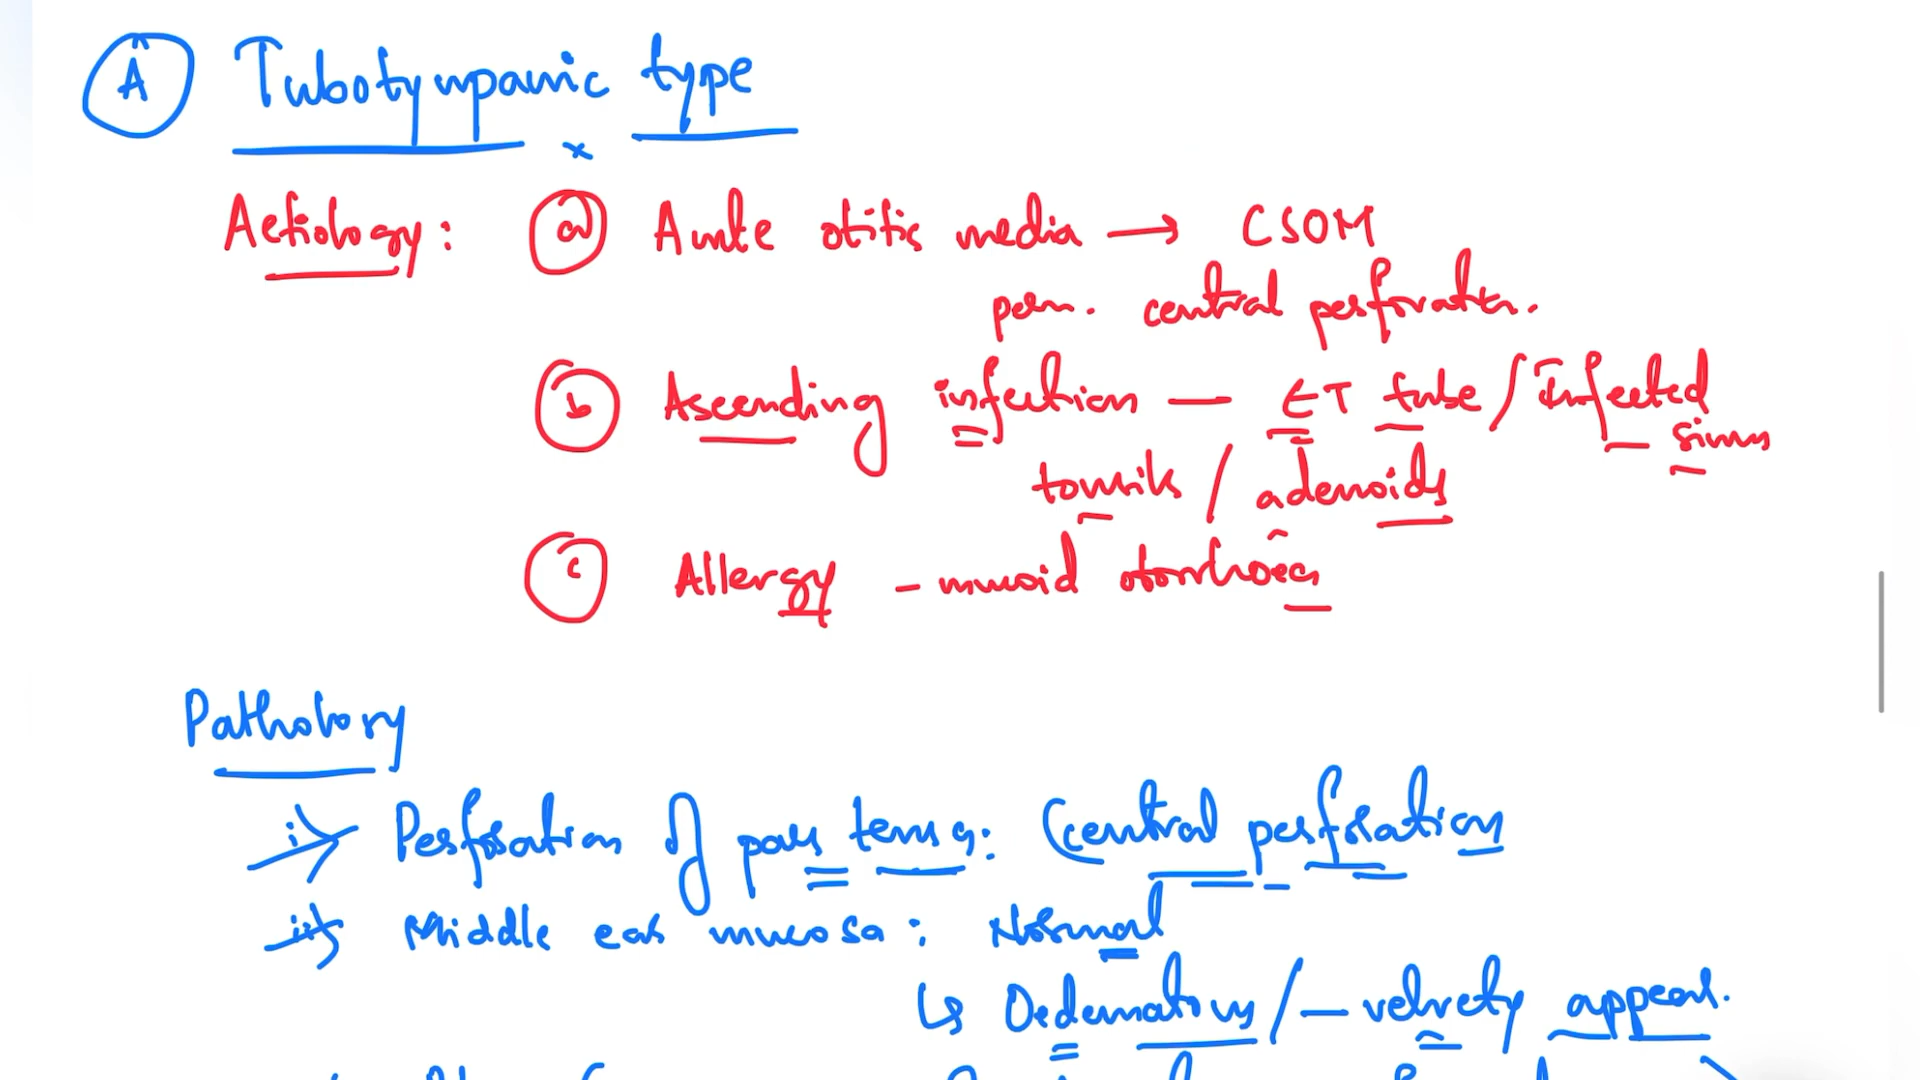 A Tubotympanic type
Aetiology: a) Acute otitis media → CSOM
perm. central perforation.
b Ascending infection — ET tube / Infected
sinus
tonsils / adenoids
c Allergy - mucoid otorrhoea
Pathology
i) Perforation of pars tensa: (central perforation
ii) Middle ear mucosa: Normal
↳ Oedematous / — velvety appear.